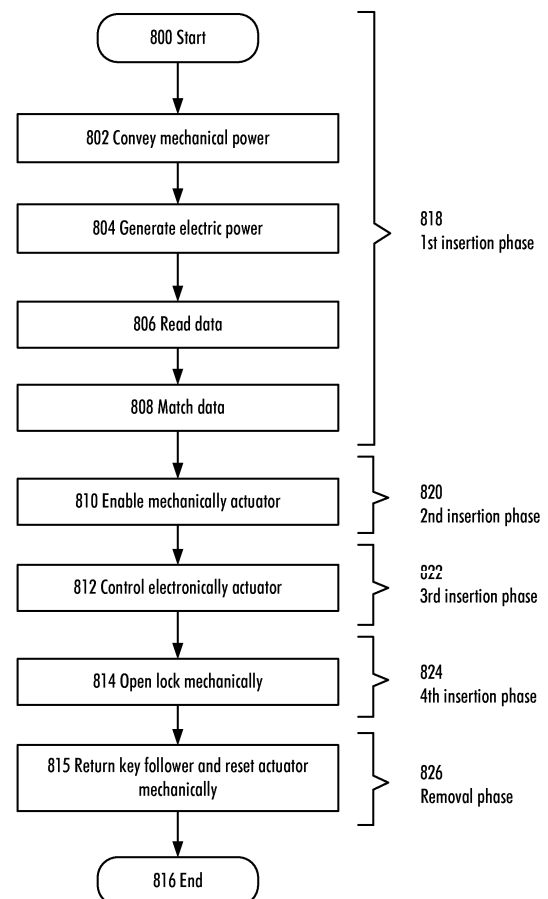 800 Start
802 Convey mechanical power
804 Generate electric power
806 Read data
808 Match data
818
1st insertion phase
810 Enable mechanically actuator
820
2nd insertion phase
812 Control electronically actuator
822
3rd insertion phase
814 Open lock mechanically
824
4th insertion phase
815 Return key follower and reset actuator
mechanically
826
Removal phase
816 End